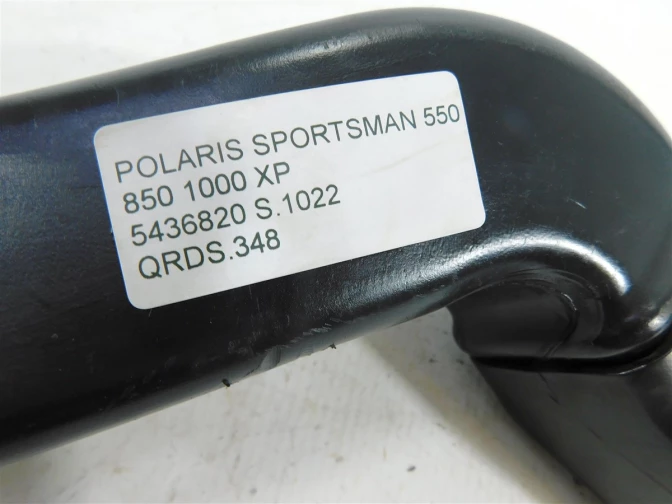 POLARIS SPORTSMAN 550
850 1000 XP
5436820 S.1022
QRDS.348